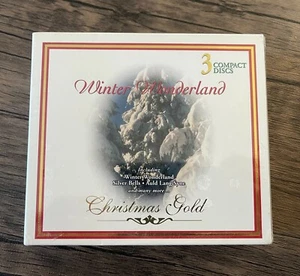 3 COMPACT
DISCS
Winter Wonderland
Including
Winter Wonderland
Silver Bells • Auld Lang Syne
and many more
Christmas Gold